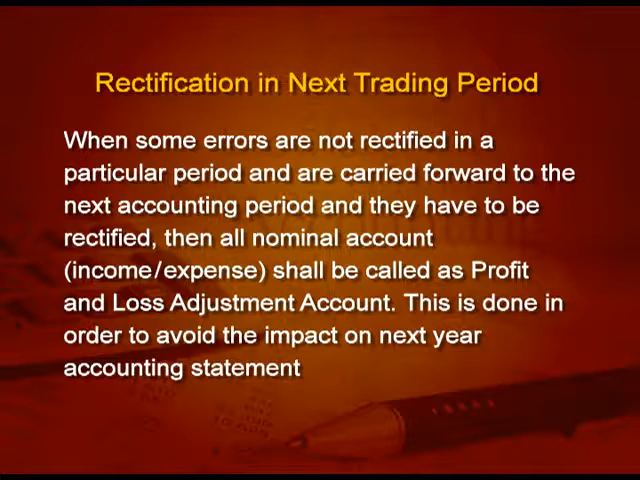 Rectification in Next Trading Period
When some errors are not rectified in a
particular period and are carried forward to the
next accounting period and they have to be
rectified, then all nominal account
(income/expense) shall be called as Profit
and Loss Adjustment Account. This is done in
order to avoid the impact on next year
accounting statement